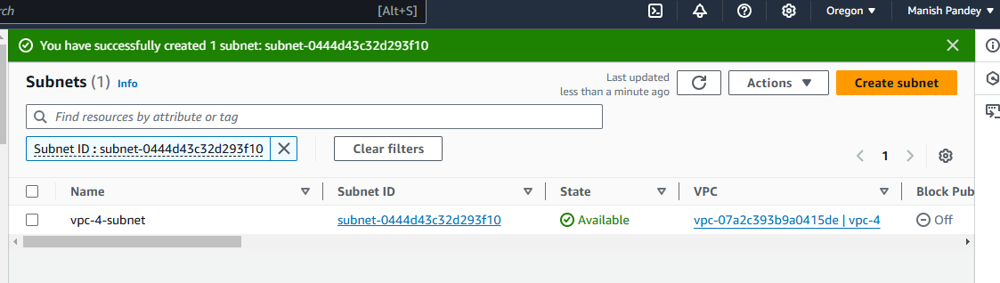 rch [Alt+S] Oregon Manish Pandey
You have successfully created 1 subnet: subnet-0444d43c32d293f10
Subnets (1) Info
Last updated
less than a minute ago
Actions
Create subnet
Find resources by attribute or tag
Subnet ID : subnet-0444d43c32d293f10
Clear filters
1
Name Subnet ID State VPC Block Pub
vpc-4-subnet subnet-0444d43c32d293f10 Available vpc-07a2c393b9a0415de | vpc-4 Off